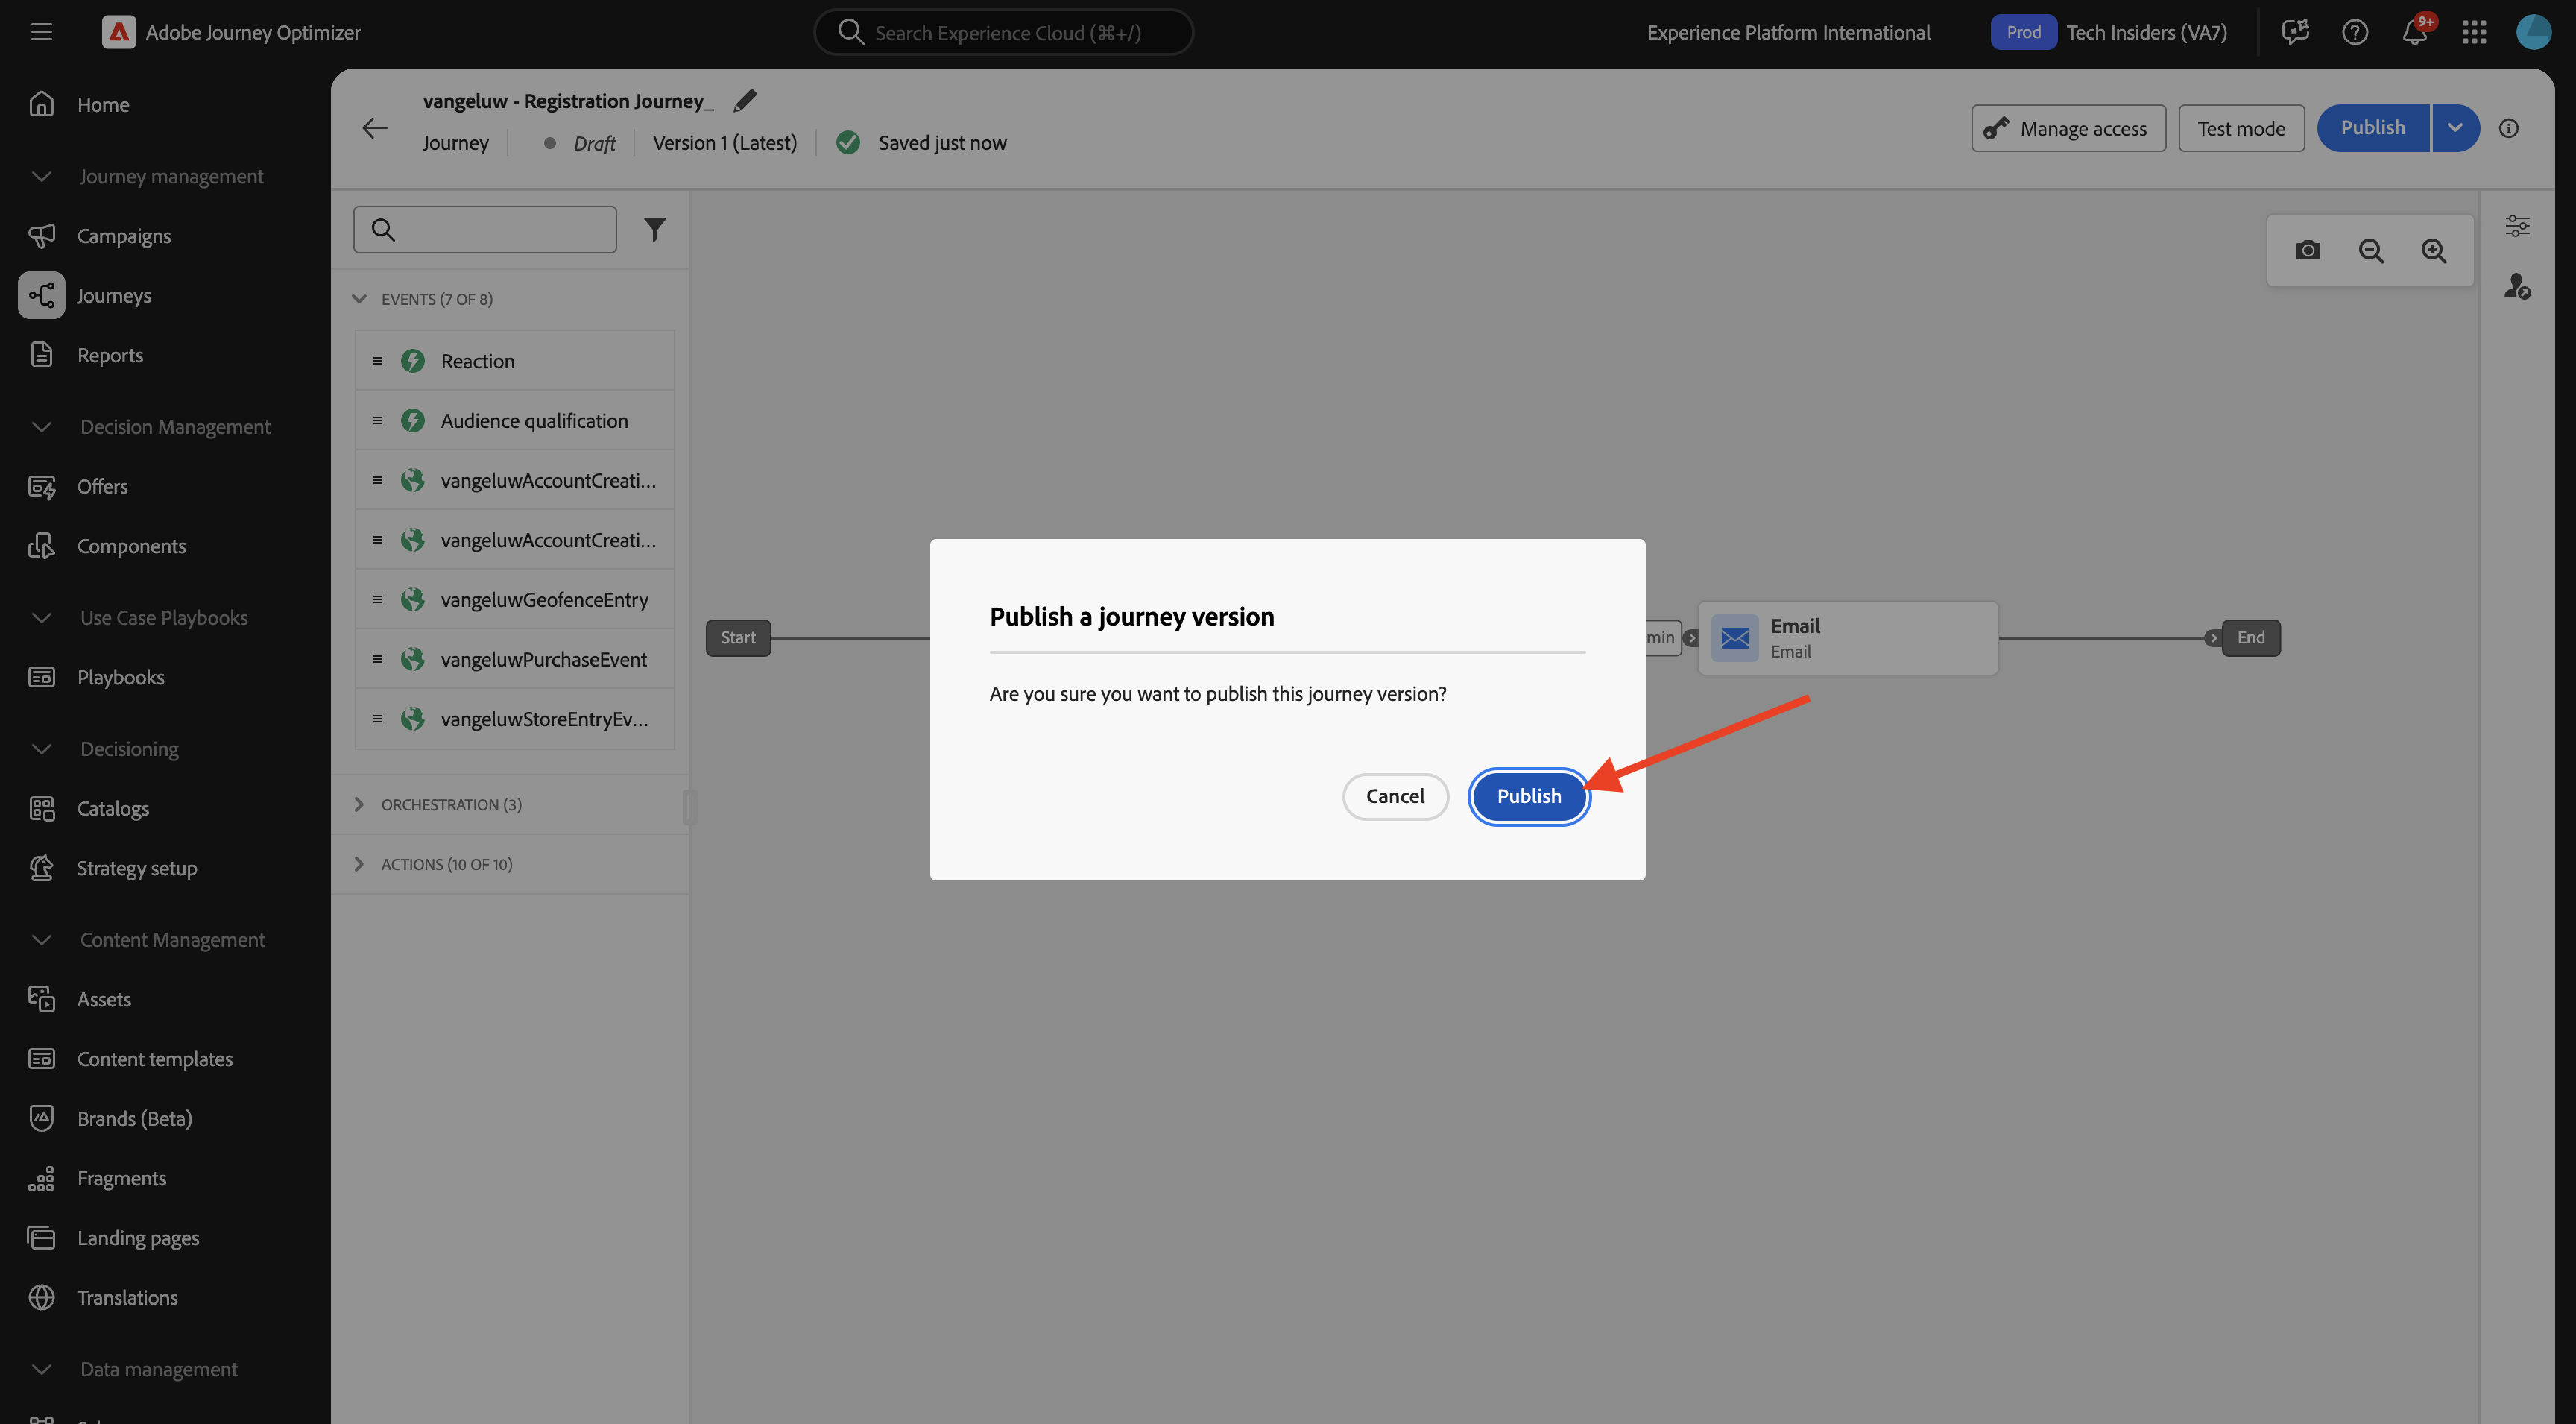 Adobe Journey Optimizer
Search Experience Cloud (⌘+/)
Experience Platform International
Prod
Tech Insiders (VA7)
9+
Home
Journey management
Campaigns
Journeys
Reports
Decision Management
Offers
Components
Use Case Playbooks
Playbooks
Decisioning
Catalogs
Strategy setup
Content Management
Assets
Content templates
Brands (Beta)
Fragments
Landing pages
Translations
Data management
vangeluw - Registration Journey_
Journey
Draft
Version 1 (Latest)
Saved just now
Manage access
Test mode
Publish
EVENTS (7 OF 8)
Reaction
Audience qualification
vangeluwAccountCreati...
vangeluwAccountCreati...
vangeluwGeofenceEntry
vangeluwPurchaseEvent
vangeluwStoreEntryEv...
ORCHESTRATION (3)
ACTIONS (10 OF 10)
Start
min
Email
Email
End
Publish a journey version
Are you sure you want to publish this journey version?
Cancel
Publish